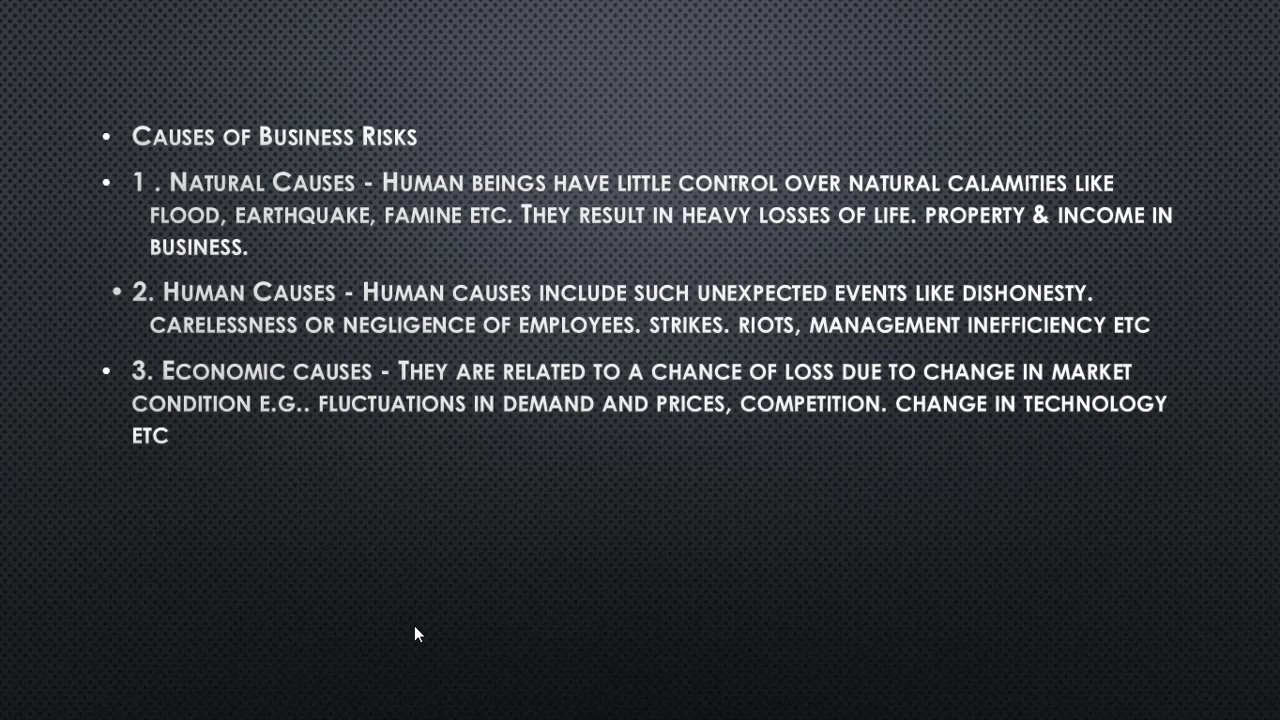 • Causes of Business Risks
• 1 . Natural Causes - Human beings have little control over natural calamities like
flood, earthquake, famine etc. They result in heavy losses of life. property & income in
business.
• 2. Human Causes - Human causes include such unexpected events like dishonesty.
carelessness or negligence of employees. strikes. riots, management inefficiency etc
• 3. Economic causes - They are related to a chance of loss due to change in market
condition e.g.. fluctuations in demand and prices, competition. change in technology
etc